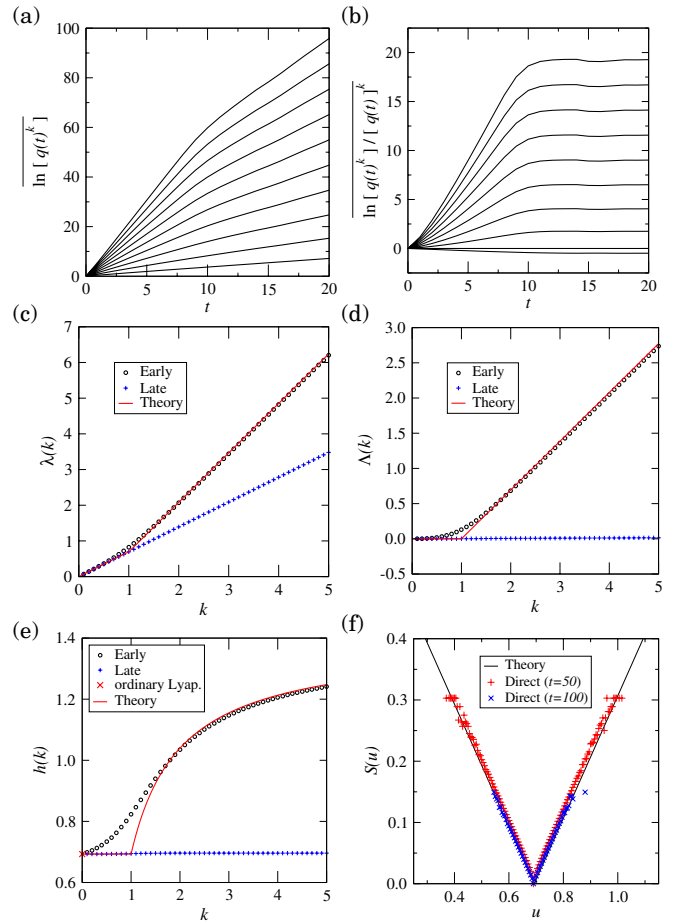 (a)
100
80
60
40
20
0
ln [ q(t)^k ]
0 5 10 15 20
t
(b)
20
15
10
5
0
ln [ q(t)^k ] / [ q(t) ]^k
0 5 10 15 20
t
(c)
7
6
5
4
3
2
1
0
λ(k)
Early
Late
Theory
0 1 2 3 4 5
k
(d)
3.0
2.5
2.0
1.5
1.0
0.5
0.0
-0.5
Λ(k)
Early
Late
Theory
0 1 2 3 4 5
k
(e)
1.4
1.2
1.0
0.8
0.6
h(k)
Early
Late
ordinary Lyap.
Theory
0 1 2 3 4 5
k
(f)
0.4
0.3
0.2
0.1
0.0
S(u)
Theory
Direct (t=50)
Direct (t=100)
0.4 0.6 0.8 1.0
u